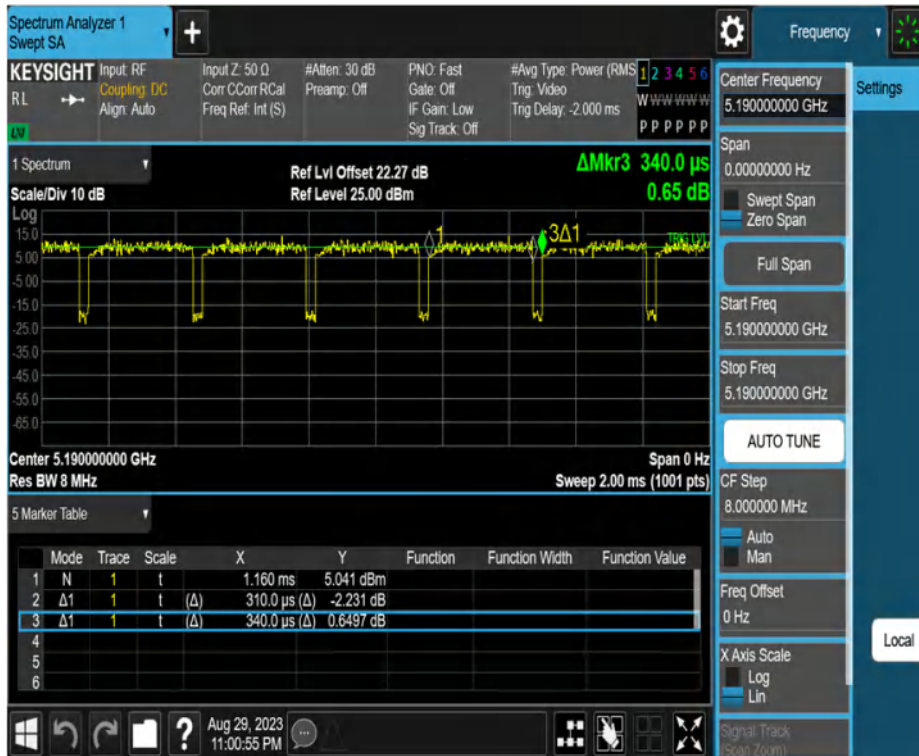 Spectrum Analyzer 1
Swept SA
+
Frequency
KEYSIGHT
RL
LXI
Input: RF
Coupling: DC
Align: Auto
Input Z: 50 Ω
Corr CCorr RCal
Freq Ref: Int (S)
#Atten: 30 dB
Preamp: Off
PNO: Fast
Gate: Off
IF Gain: Low
Sig Track: Off
#Avg Type: Power (RMS
Trig: Video
Trig Delay: -2.000 ms
1 2 3 4 5 6
W W W W W W
P P P P P P
1 Spectrum
Scale/Div 10 dB
Ref Lvl Offset 22.27 dB
Ref Level 25.00 dBm
ΔMkr3 340.0 µs
0.65 dB
Log
15.0
5.00
-5.00
-15.0
-25.0
-35.0
-45.0
-55.0
-65.0
1
3Δ1
TRIG LVL
Center 5.190000000 GHz
Res BW 8 MHz
Span 0 Hz
Sweep 2.00 ms (1001 pts)
5 Marker Table
Mode Trace Scale X Y Function Function Width Function Value
1 N 1 t 1.160 ms 5.041 dBm
2 Δ1 1 t (Δ) 310.0 µs (Δ) -2.231 dB
3 Δ1 1 t (Δ) 340.0 µs (Δ) 0.6497 dB
4
5
6
?
Aug 29, 2023
11:00:55 PM
Center Frequency
5.190000000 GHz
Span
0.00000000 Hz
Swept Span
Zero Span
Full Span
Start Freq
5.190000000 GHz
Stop Freq
5.190000000 GHz
AUTO TUNE
CF Step
8.000000 MHz
Auto
Man
Freq Offset
0 Hz
X Axis Scale
Log
Lin
Signal Track
(Span Zoom)
Settings
Local